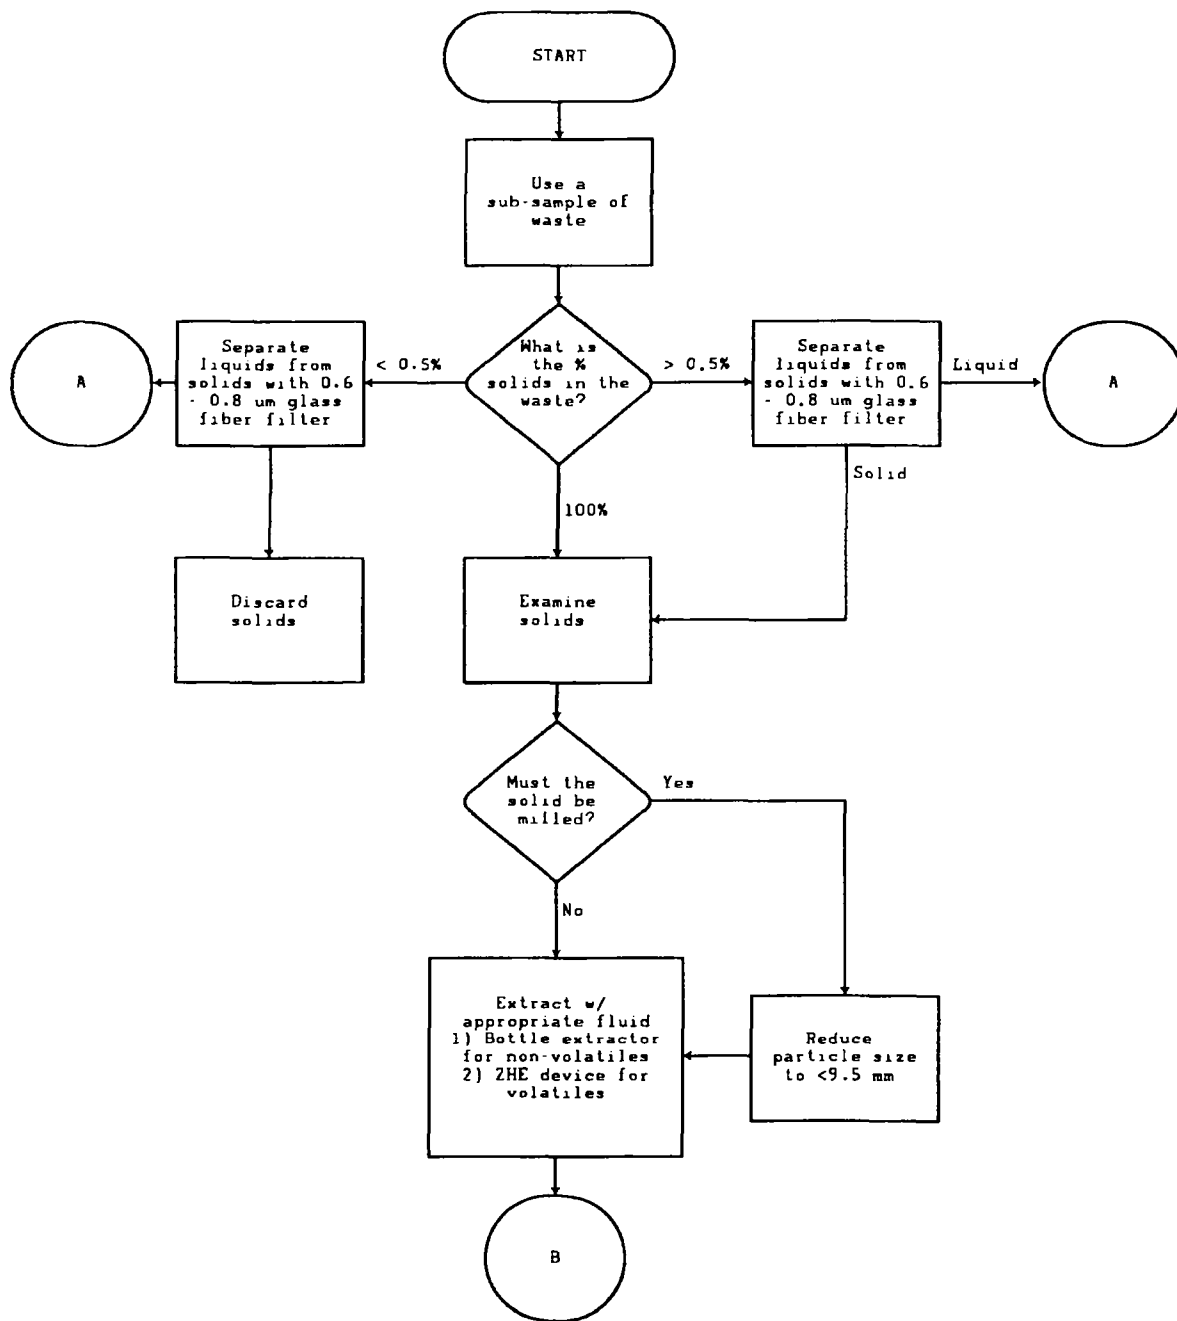 START
Use a
sub-sample of
waste
A
Separate
liquids from
solids with 0.6
- 0.8 um glass
fiber filter
< 0.5%
What is
the %
solids in the
waste?
> 0.5%
Separate
liquids from
solids with 0.6
- 0.8 um glass
fiber filter
Liquid
A
Solid
100%
Discard
solids
Examine
solids
Must the
solid be
milled?
Yes
No
Extract w/
appropriate fluid
1) Bottle extractor
for non-volatiles
2) ZHE device for
volatiles
Reduce
particle size
to <9.5 mm
B